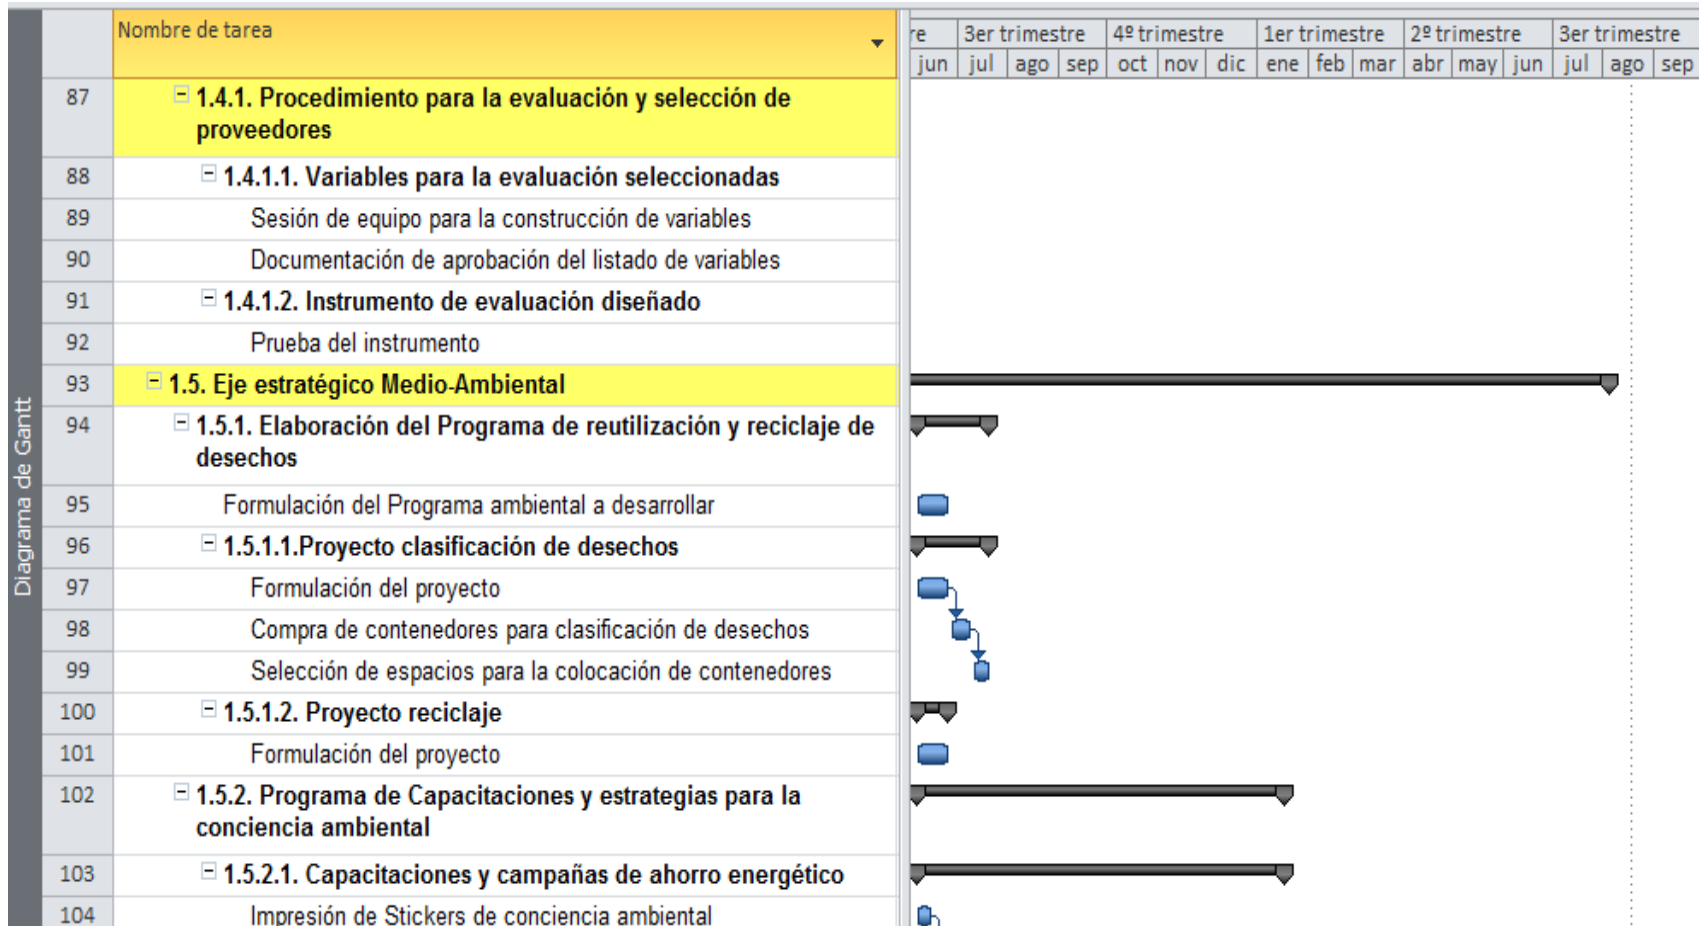 Nombre de tarea
re 3er trimestre 4º trimestre 1er trimestre 2º trimestre 3er trimestre
jun jul ago sep oct nov dic ene feb mar abr may jun jul ago sep
87 1.4.1. Procedimiento para la evaluación y selección de
proveedores
88 1.4.1.1. Variables para la evaluación seleccionadas
89 Sesión de equipo para la construcción de variables
90 Documentación de aprobación del listado de variables
91 1.4.1.2. Instrumento de evaluación diseñado
92 Prueba del instrumento
93 1.5. Eje estratégico Medio-Ambiental
94 1.5.1. Elaboración del Programa de reutilización y reciclaje de
desechos
95 Formulación del Programa ambiental a desarrollar
96 1.5.1.1.Proyecto clasificación de desechos
97 Formulación del proyecto
98 Compra de contenedores para clasificación de desechos
99 Selección de espacios para la colocación de contenedores
100 1.5.1.2. Proyecto reciclaje
101 Formulación del proyecto
102 1.5.2. Programa de Capacitaciones y estrategias para la
conciencia ambiental
103 1.5.2.1. Capacitaciones y campañas de ahorro energético
104 Impresión de Stickers de conciencia ambiental
Diagrama de Gantt